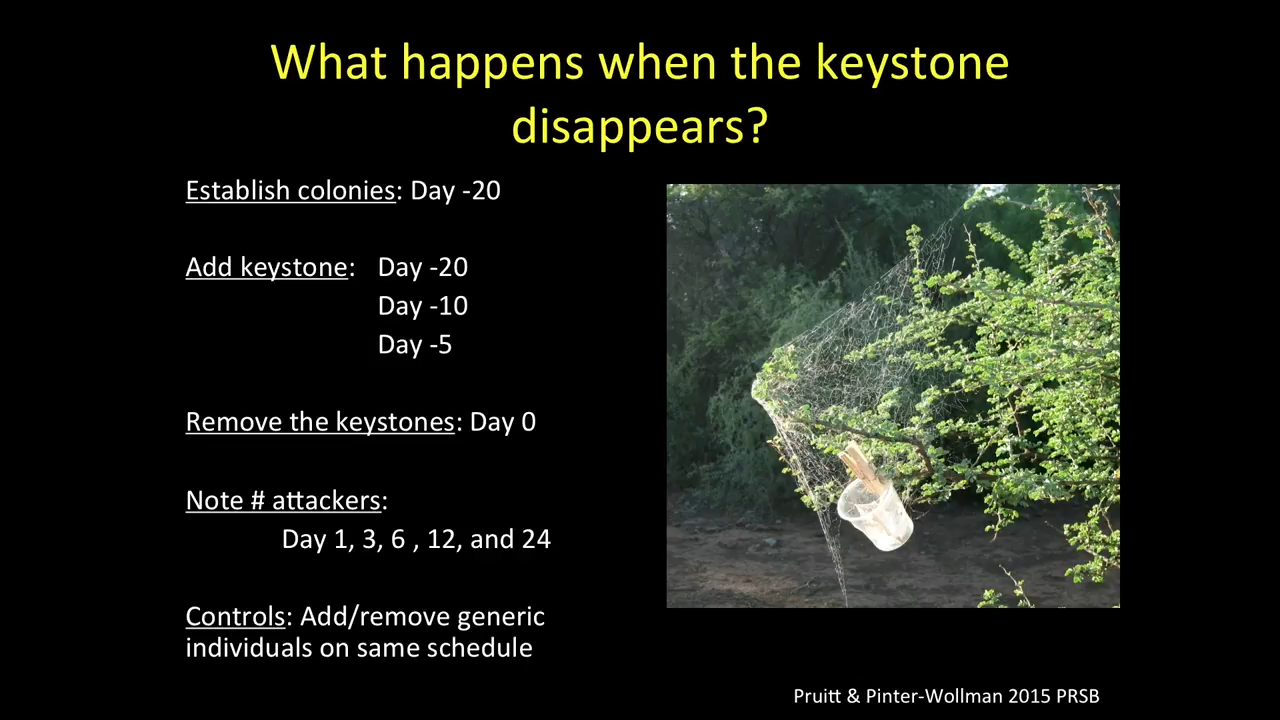 What happens when the keystone
disappears?
Establish colonies: Day -20
Add keystone: Day -20
Day -10
Day -5
Remove the keystones: Day 0
Note # attackers:
Day 1, 3, 6 , 12, and 24
Controls: Add/remove generic
individuals on same schedule
Pruitt & Pinter-Wollman 2015 PRSB